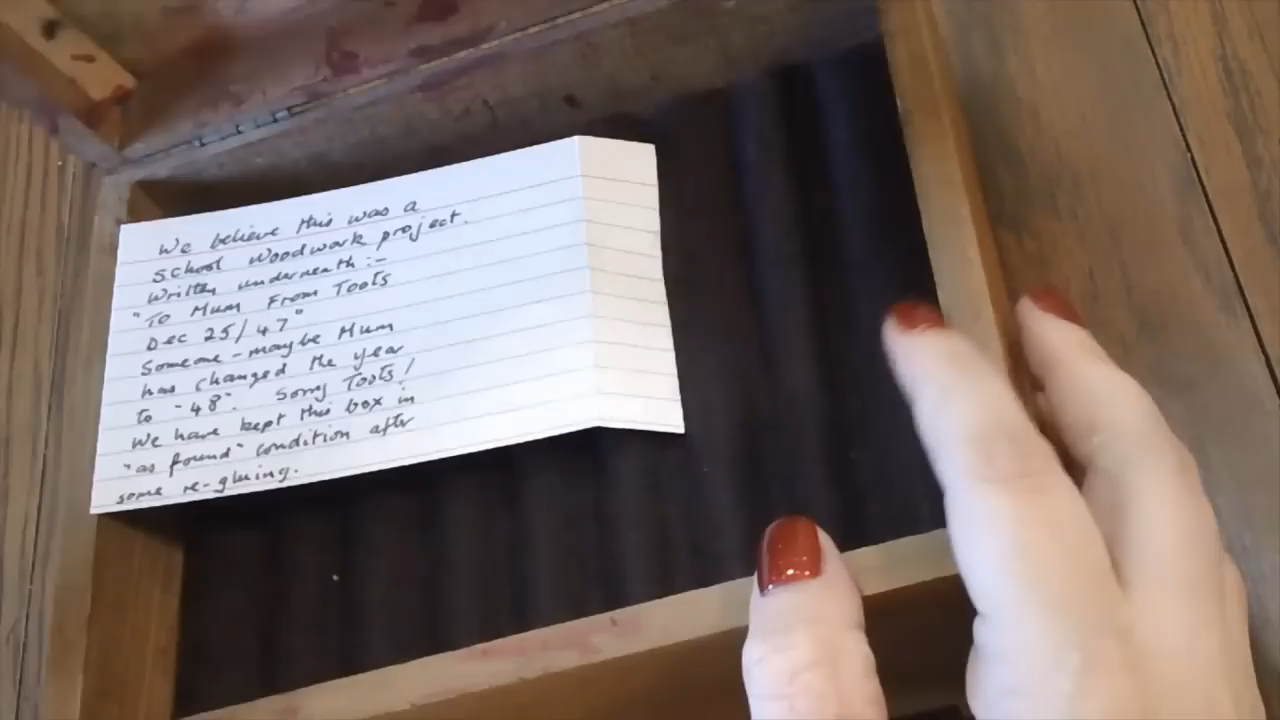 We believe this was a
school woodwork project.
Written underneath :-
"To Mum From Toots
Dec 25/47"
Someone - maybe Mum
has changed the year
to "48". Sorry Toots!
We have kept this box in
"as found" condition after
some re-gluing.